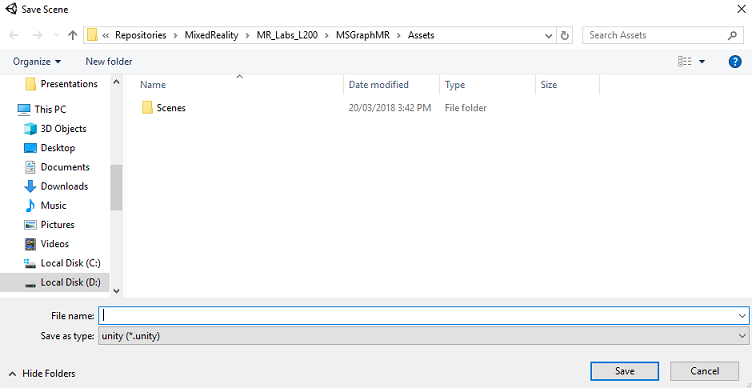 Save Scene
« Repositories > MixedReality > MR_Labs_L200 > MSGraphMR > Assets
Search Assets
Organize
New folder
?
Presentations
This PC
3D Objects
Desktop
Documents
Downloads
Music
Pictures
Videos
Local Disk (C:)
Local Disk (D:)
Name Date modified Type Size
Scenes 20/03/2018 3:42 PM File folder
File name:
Save as type: unity (*.unity)
Hide Folders
Save
Cancel